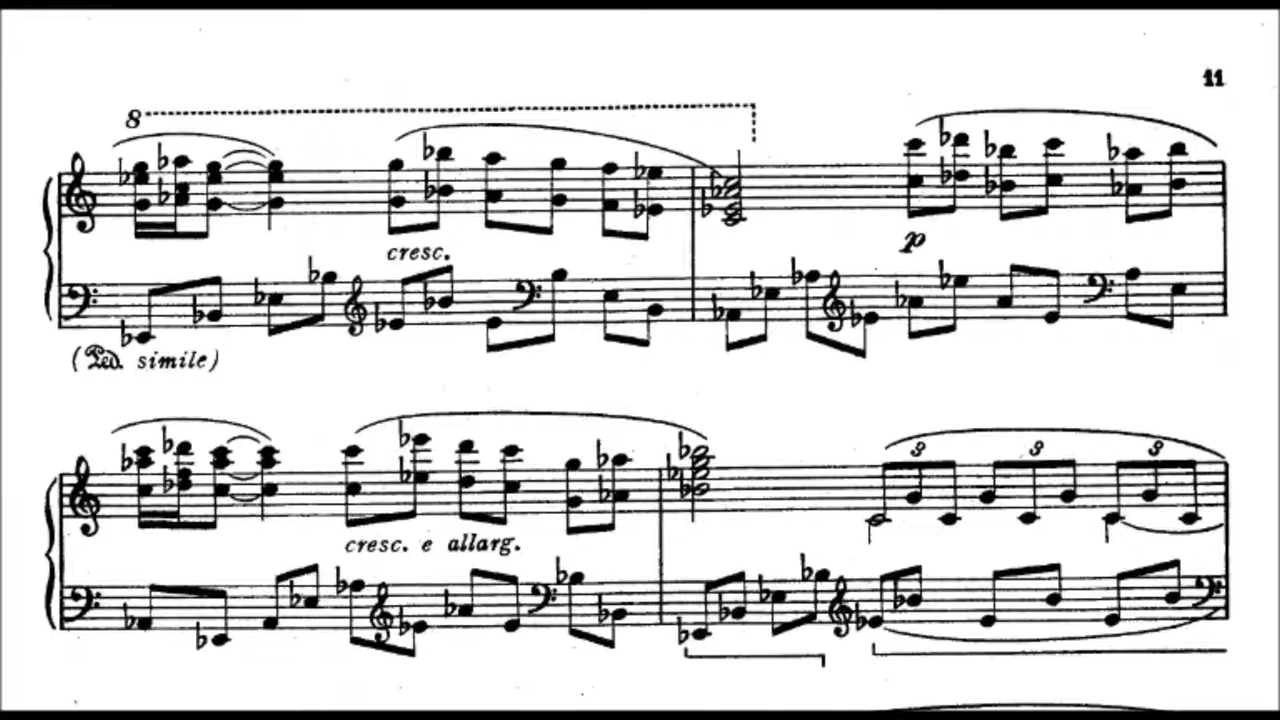 11
8
cresc.
p
(Ped. simile)
3 3 3
cresc. e allarg.